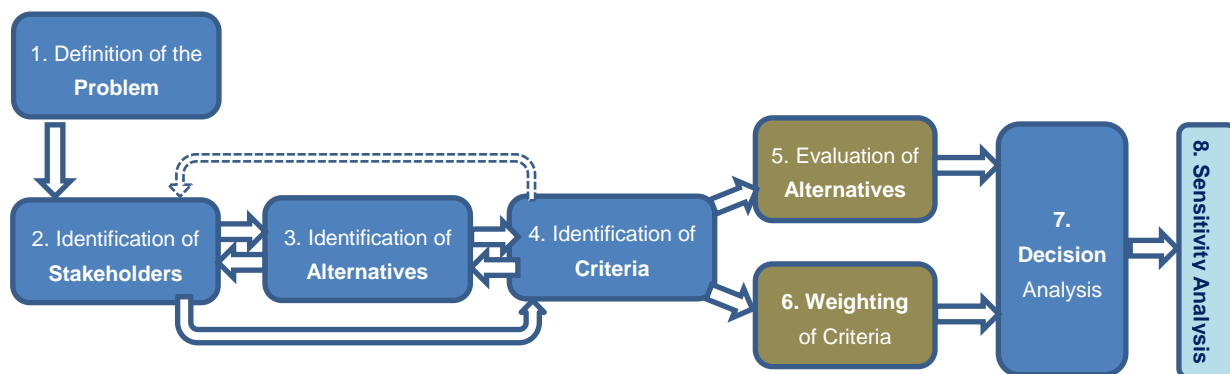 1. Definition of the
Problem
2. Identification of
Stakeholders
3. Identification of
Alternatives
4. Identification of
Criteria
5. Evaluation of
Alternatives
6. Weighting
of Criteria
7.
Decision
Analysis
8. Sensitivity Analysis